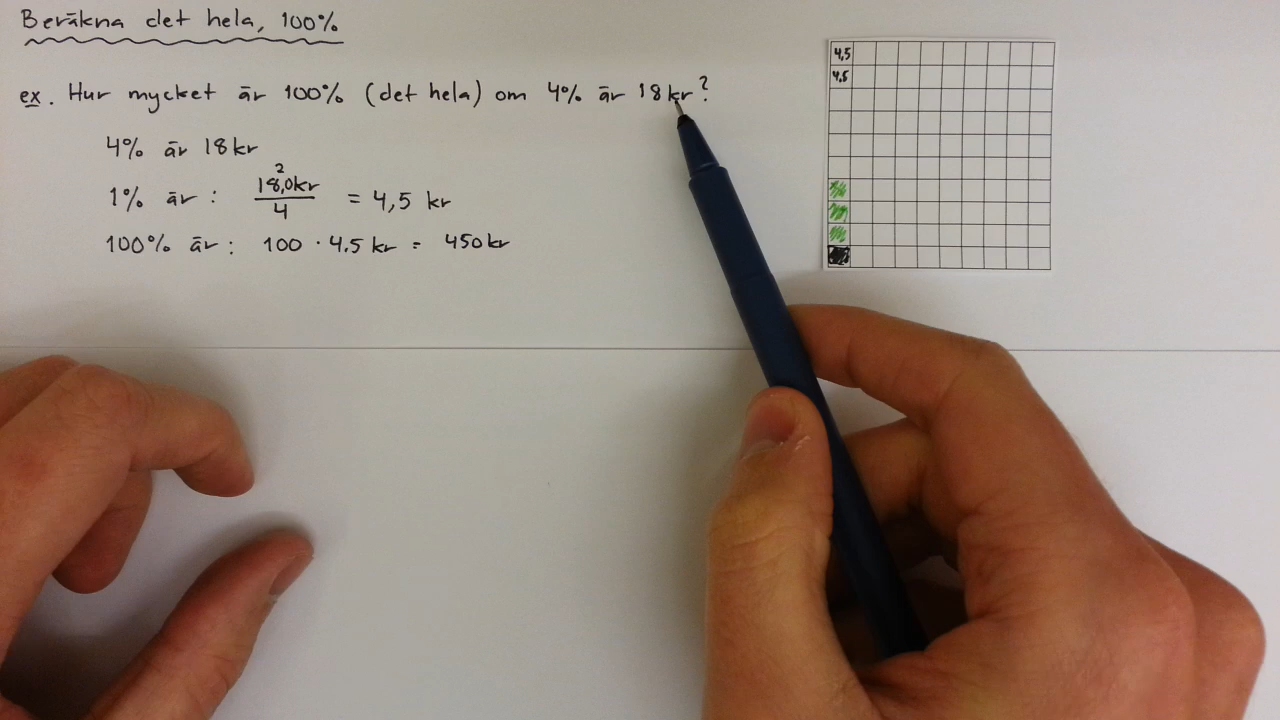 Beräkna det hela, 100%
ex. Hur mycket är 100% (det hela) om 4% är 18kr?
4% är 18kr
2
1% är: 18,0kr / 4 = 4,5 kr
100% är: 100 · 4.5 kr = 450kr
4,5
4,5